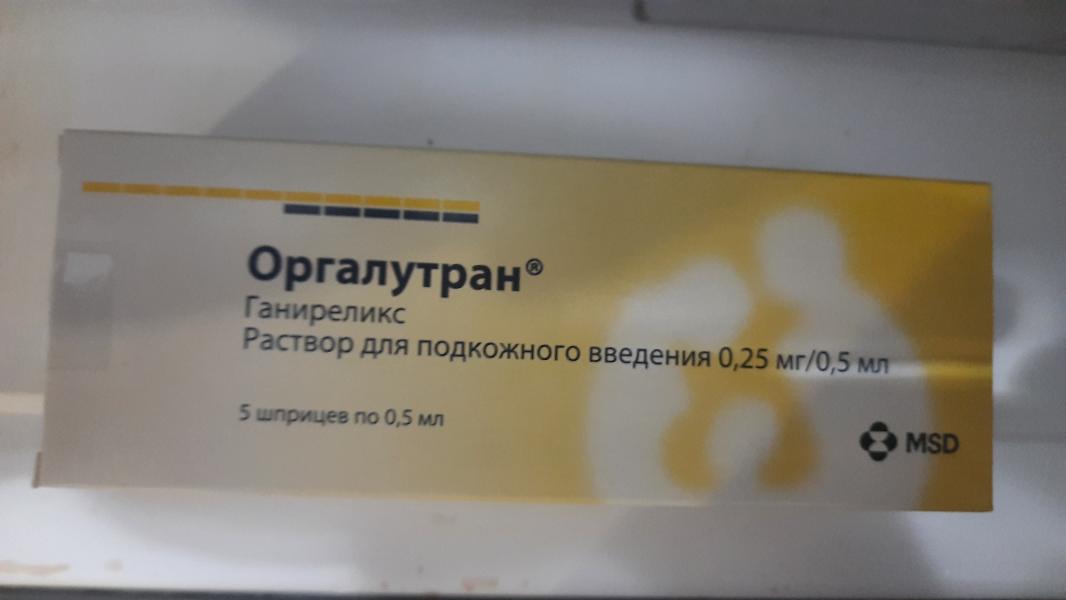 Оргалутран®
Ганиреликс
Раствор для подкожного введения 0,25 мг/0,5 мл
5 шприцев по 0,5 мл
MSD